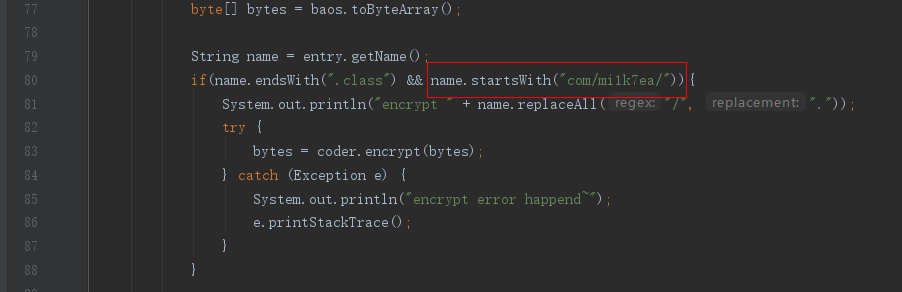 77 byte[] bytes = baos.toByteArray();
78
79 String name = entry.getName();
80 if(name.endsWith(".class") && name.startsWith("com/mi1k7ea/")){
81 System.out.println("encrypt " + name.replaceAll( regex: "/", replacement: "."));
82 try {
83 bytes = coder.encrypt(bytes);
84 } catch (Exception e) {
85 System.out.println("encrypt error happend~");
86 e.printStackTrace();
87 }
88 }